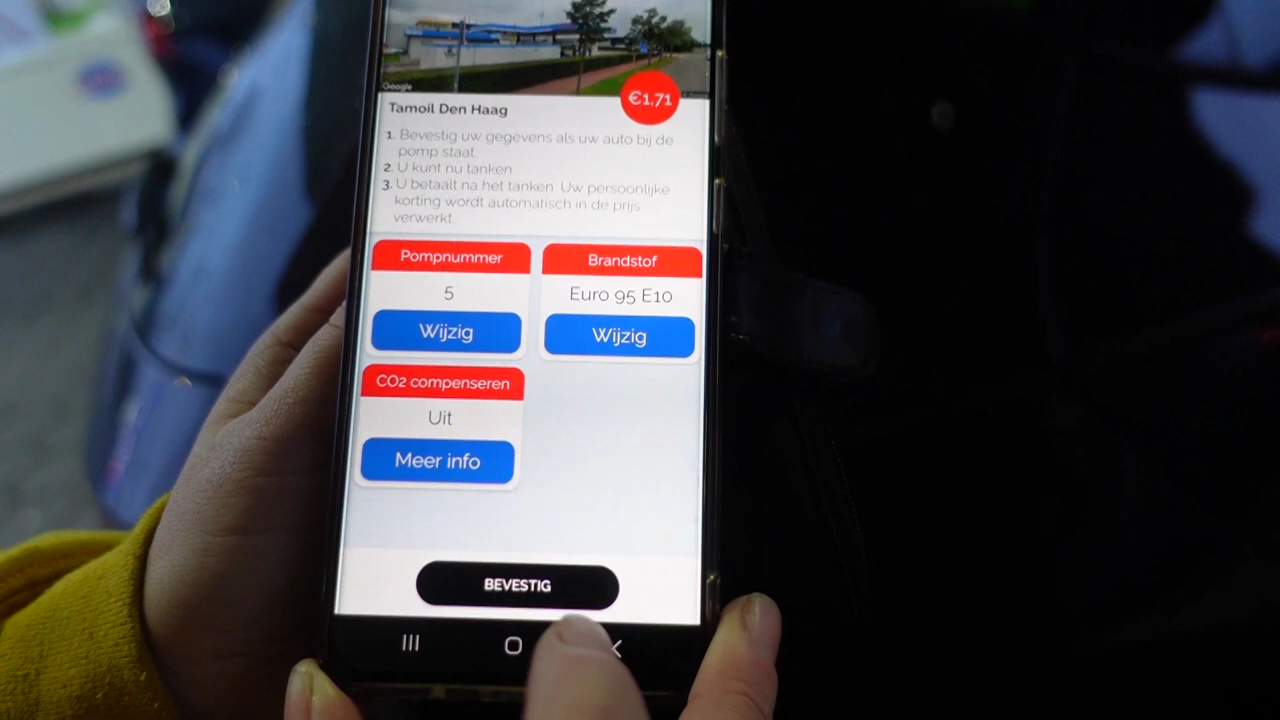 Google
€1,71
Tamoil Den Haag
1. Bevestig uw gegevens als uw auto bij de
pomp staat.
2. U kunt nu tanken.
3. U betaalt na het tanken. Uw persoonlijke
korting wordt automatisch in de prijs
verwerkt.
Pompnummer
5
Wijzig
Brandstof
Euro 95 E10
Wijzig
CO2 compenseren
Uit
Meer info
BEVESTIG